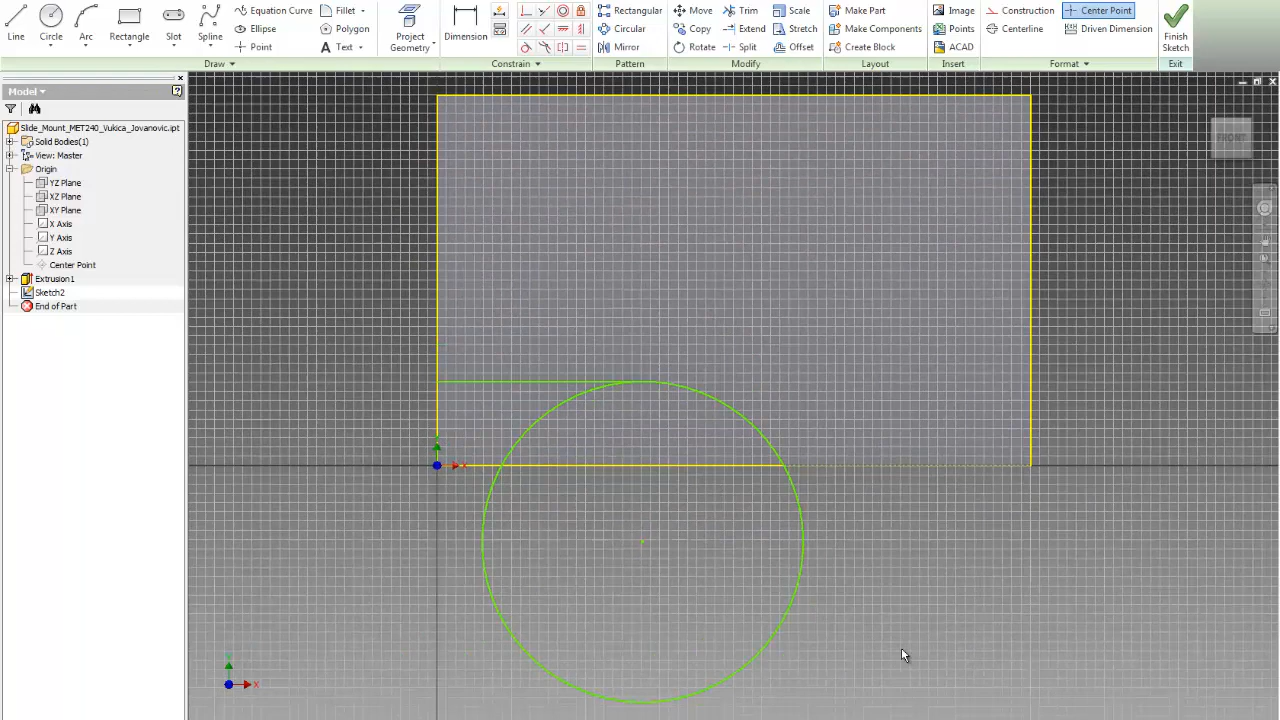 Line
Circle
Arc
Rectangle
Slot
Spline
Equation Curve
Ellipse
Point
Fillet
Polygon
Text
Project
Geometry
Dimension
Rectangular
Circular
Mirror
Move
Copy
Rotate
Trim
Extend
Split
Scale
Stretch
Offset
Make Part
Make Components
Create Block
Image
Points
ACAD
Construction
Centerline
Center Point
Driven Dimension
Finish
Sketch
Draw
Constrain
Pattern
Modify
Layout
Insert
Format
Exit
Model
Slide_Mount_MET240_Vukica_Jovanovic.ipt
Solid Bodies(1)
View: Master
Origin
YZ Plane
XZ Plane
XY Plane
X Axis
Y Axis
Z Axis
Center Point
Extrusion1
Sketch2
End of Part
FRONT
X
Y
X